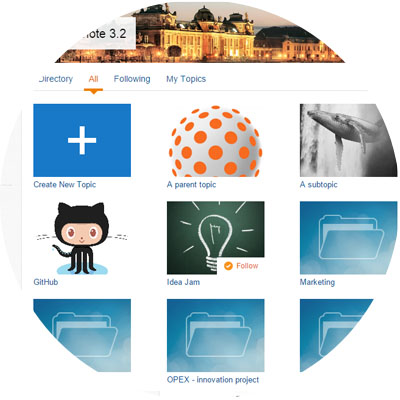 ote 3.2
Directory All Following My Topics
Create New Topic A parent topic A subtopic
Follow
GitHub Idea Jam Marketing
OPEX - innovation project